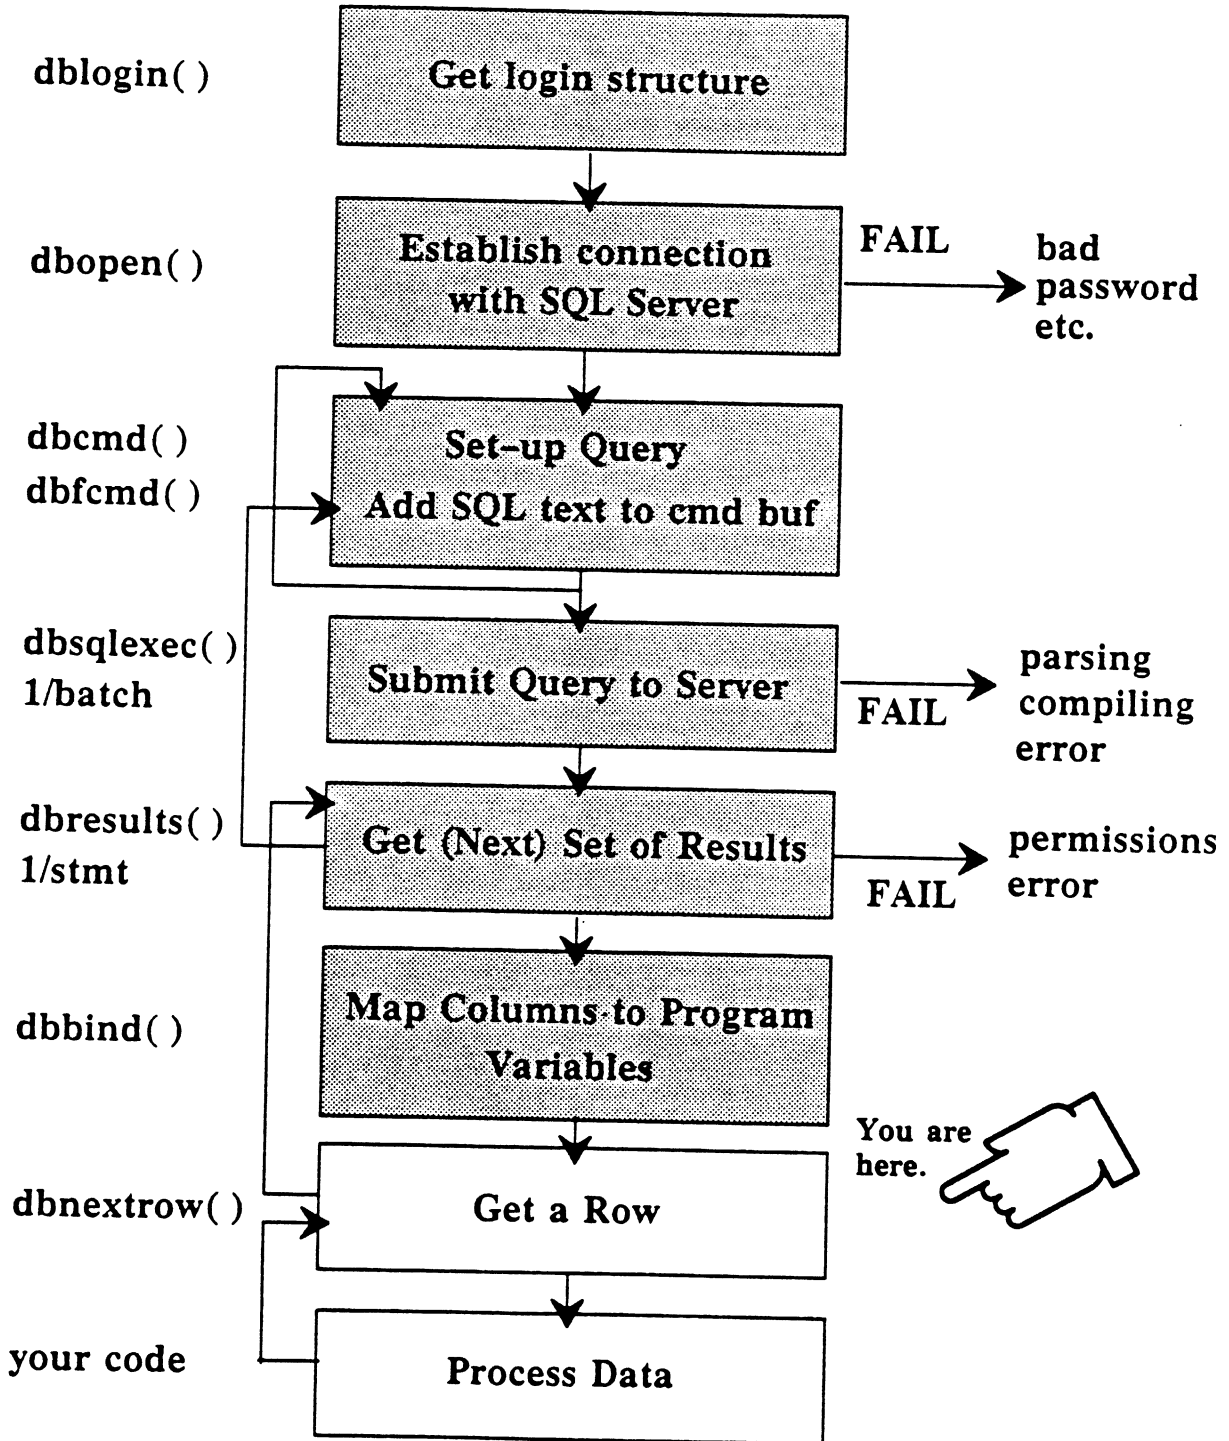 dblogin( )
Get login structure
dbopen( )
Establish connection
with SQL Server
FAIL
bad
password
etc.
dbcmd( )
dbfcmd( )
Set-up Query
Add SQL text to cmd buf
dbsqlexec( )
1/batch
Submit Query to Server
FAIL
parsing
compiling
error
dbresults( )
1/stmt
Get (Next) Set of Results
FAIL
permissions
error
dbbind( )
Map Columns to Program
Variables
You are
here.
dbnextrow( )
Get a Row
your code
Process Data